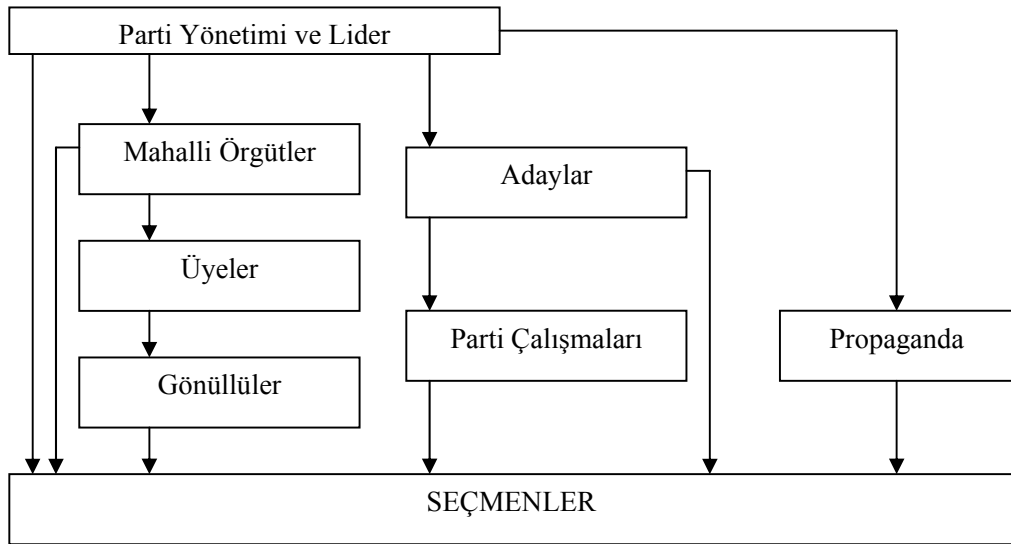 Parti Yönetimi ve Lider
Mahalli Örgütler
Adaylar
Üyeler
Parti Çalışmaları
Propaganda
Gönüllüler
SEÇMENLER